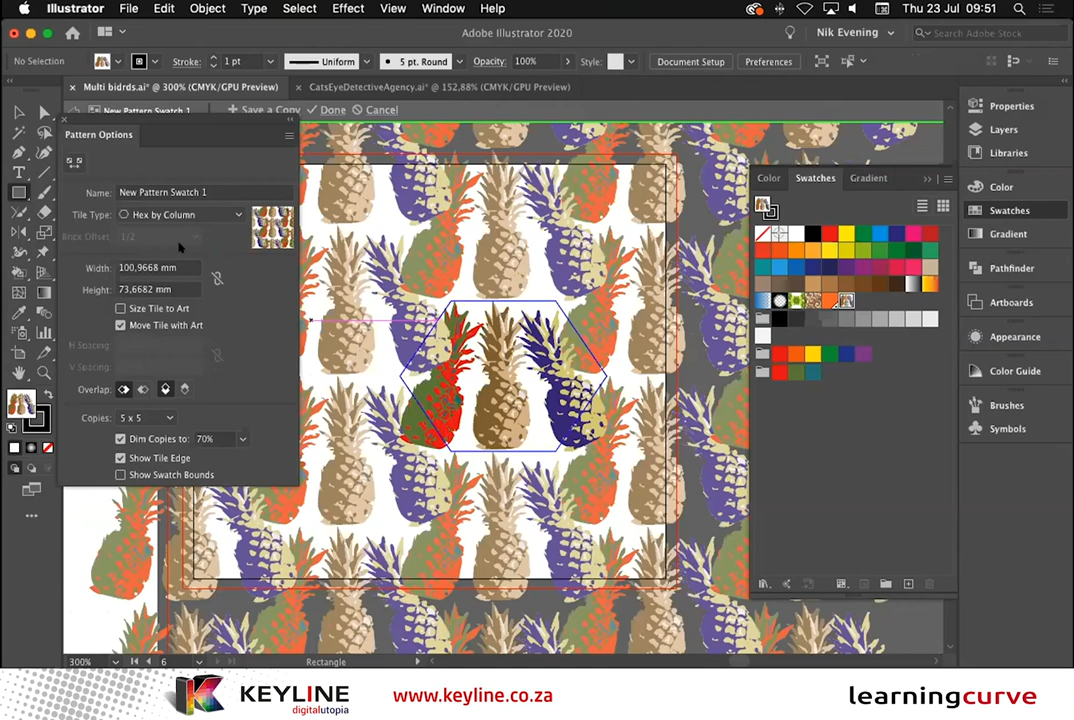 Illustrator File Edit Object Type Select Effect View Window Help Thu 23 Jul 09:51
Adobe Illustrator 2020 Nik Evening Search Adobe Stock
No Selection Stroke: 1 pt Uniform 5 pt. Round Opacity: 100% Style: Document Setup Preferences
Multi bidrds.ai* @ 300% (CMYK/GPU Preview) CatsEyeDetectiveAgency.ai* @ 152,88% (CMYK/GPU Preview)
New Pattern Swatch 1 Save a Copy Done Cancel
Pattern Options
Name: New Pattern Swatch 1
Tile Type: Hex by Column
Brick Offset: 1/2
Width: 100,9668 mm
Height: 73,6682 mm
Size Tile to Art
Move Tile with Art
H Spacing:
V Spacing:
Overlap:
Copies: 5 x 5
Dim Copies to: 70%
Show Tile Edge
Show Swatch Bounds
Color Swatches Gradient
Properties
Layers
Libraries
Color
Swatches
Gradient
Pathfinder
Artboards
Appearance
Color Guide
Brushes
Symbols
300% 6 Rectangle
KEYLINE
digitalutopia
www.keyline.co.za
learningcurve